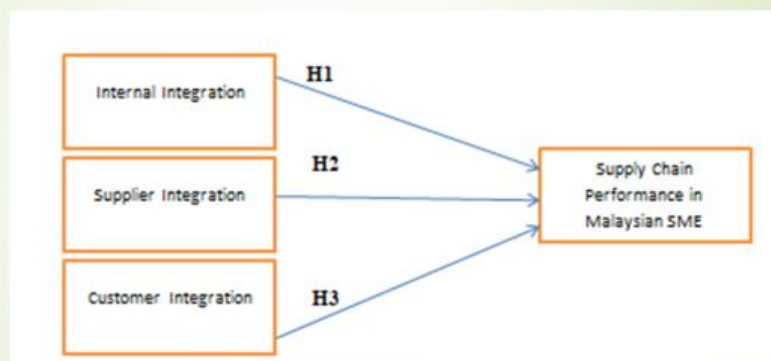 Internal Integration
H1
Supplier Integration
H2
Customer Integration
H3
Supply Chain
Performance in
Malaysian SME